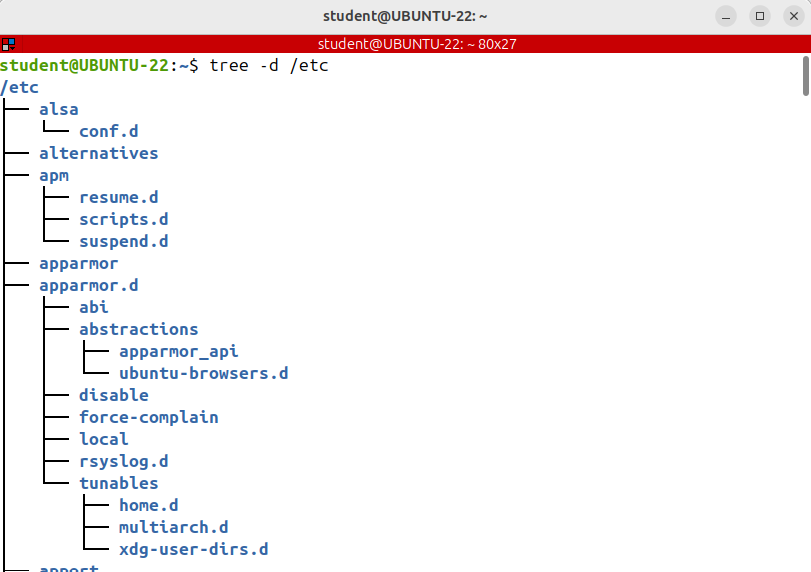 student@UBUNTU-22: ~
student@UBUNTU-22: ~ 80x27
student@UBUNTU-22:~$ tree -d /etc
/etc
├── alsa
│   └── conf.d
├── alternatives
├── apm
│   ├── resume.d
│   ├── scripts.d
│   └── suspend.d
├── apparmor
├── apparmor.d
│   ├── abi
│   ├── abstractions
│   │   ├── apparmor_api
│   │   └── ubuntu-browsers.d
│   ├── disable
│   ├── force-complain
│   ├── local
│   ├── rsyslog.d
│   └── tunables
│       ├── home.d
│       ├── multiarch.d
│       └── xdg-user-dirs.d
├── apport